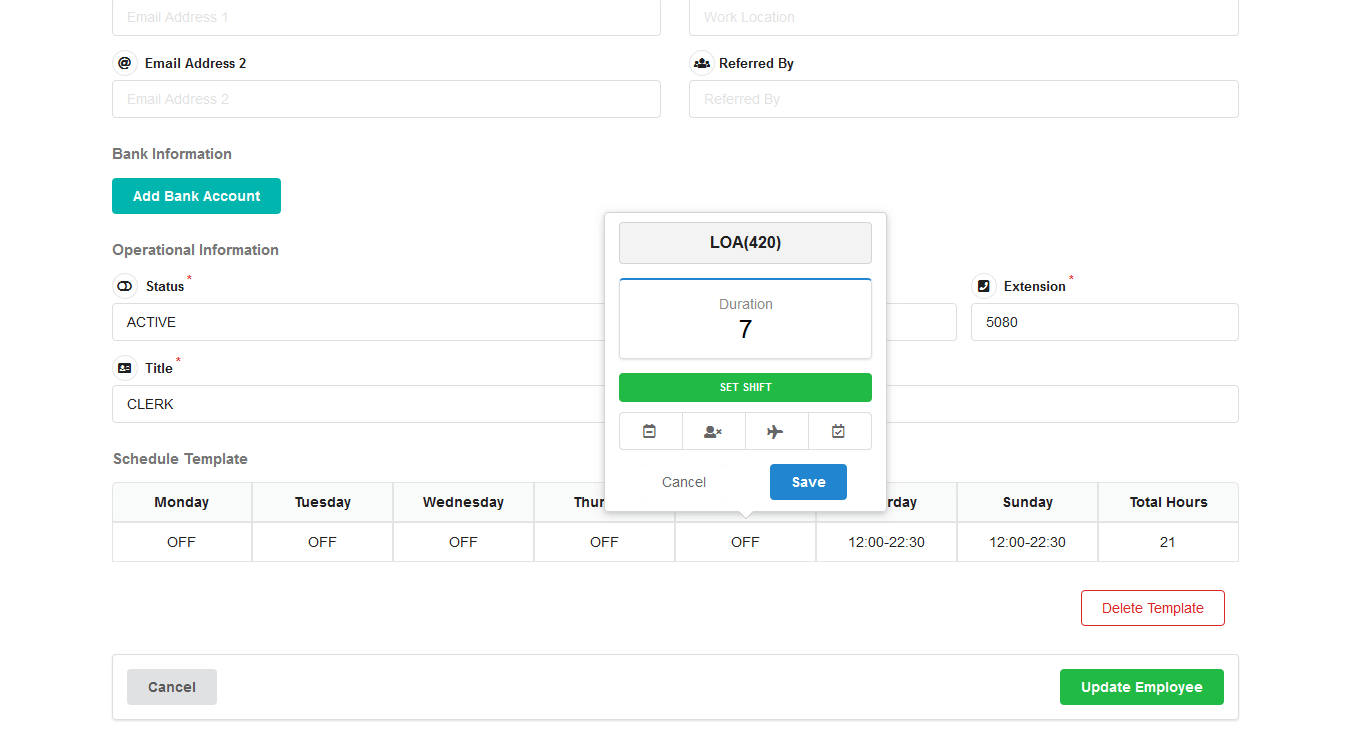 Email Address 1
Work Location
Email Address 2
Referred By
Email Address 2
Referred By
Bank Information
Add Bank Account
Operational Information
Status *
ACTIVE
Extension *
5080
Title *
CLERK
LOA(420)
Duration
7
SET SHIFT
Cancel
Save
Schedule Template
Monday Tuesday Wednesday Thur rday Sunday Total Hours
OFF OFF OFF OFF OFF 12:00-22:30 12:00-22:30 21
Delete Template
Cancel
Update Employee